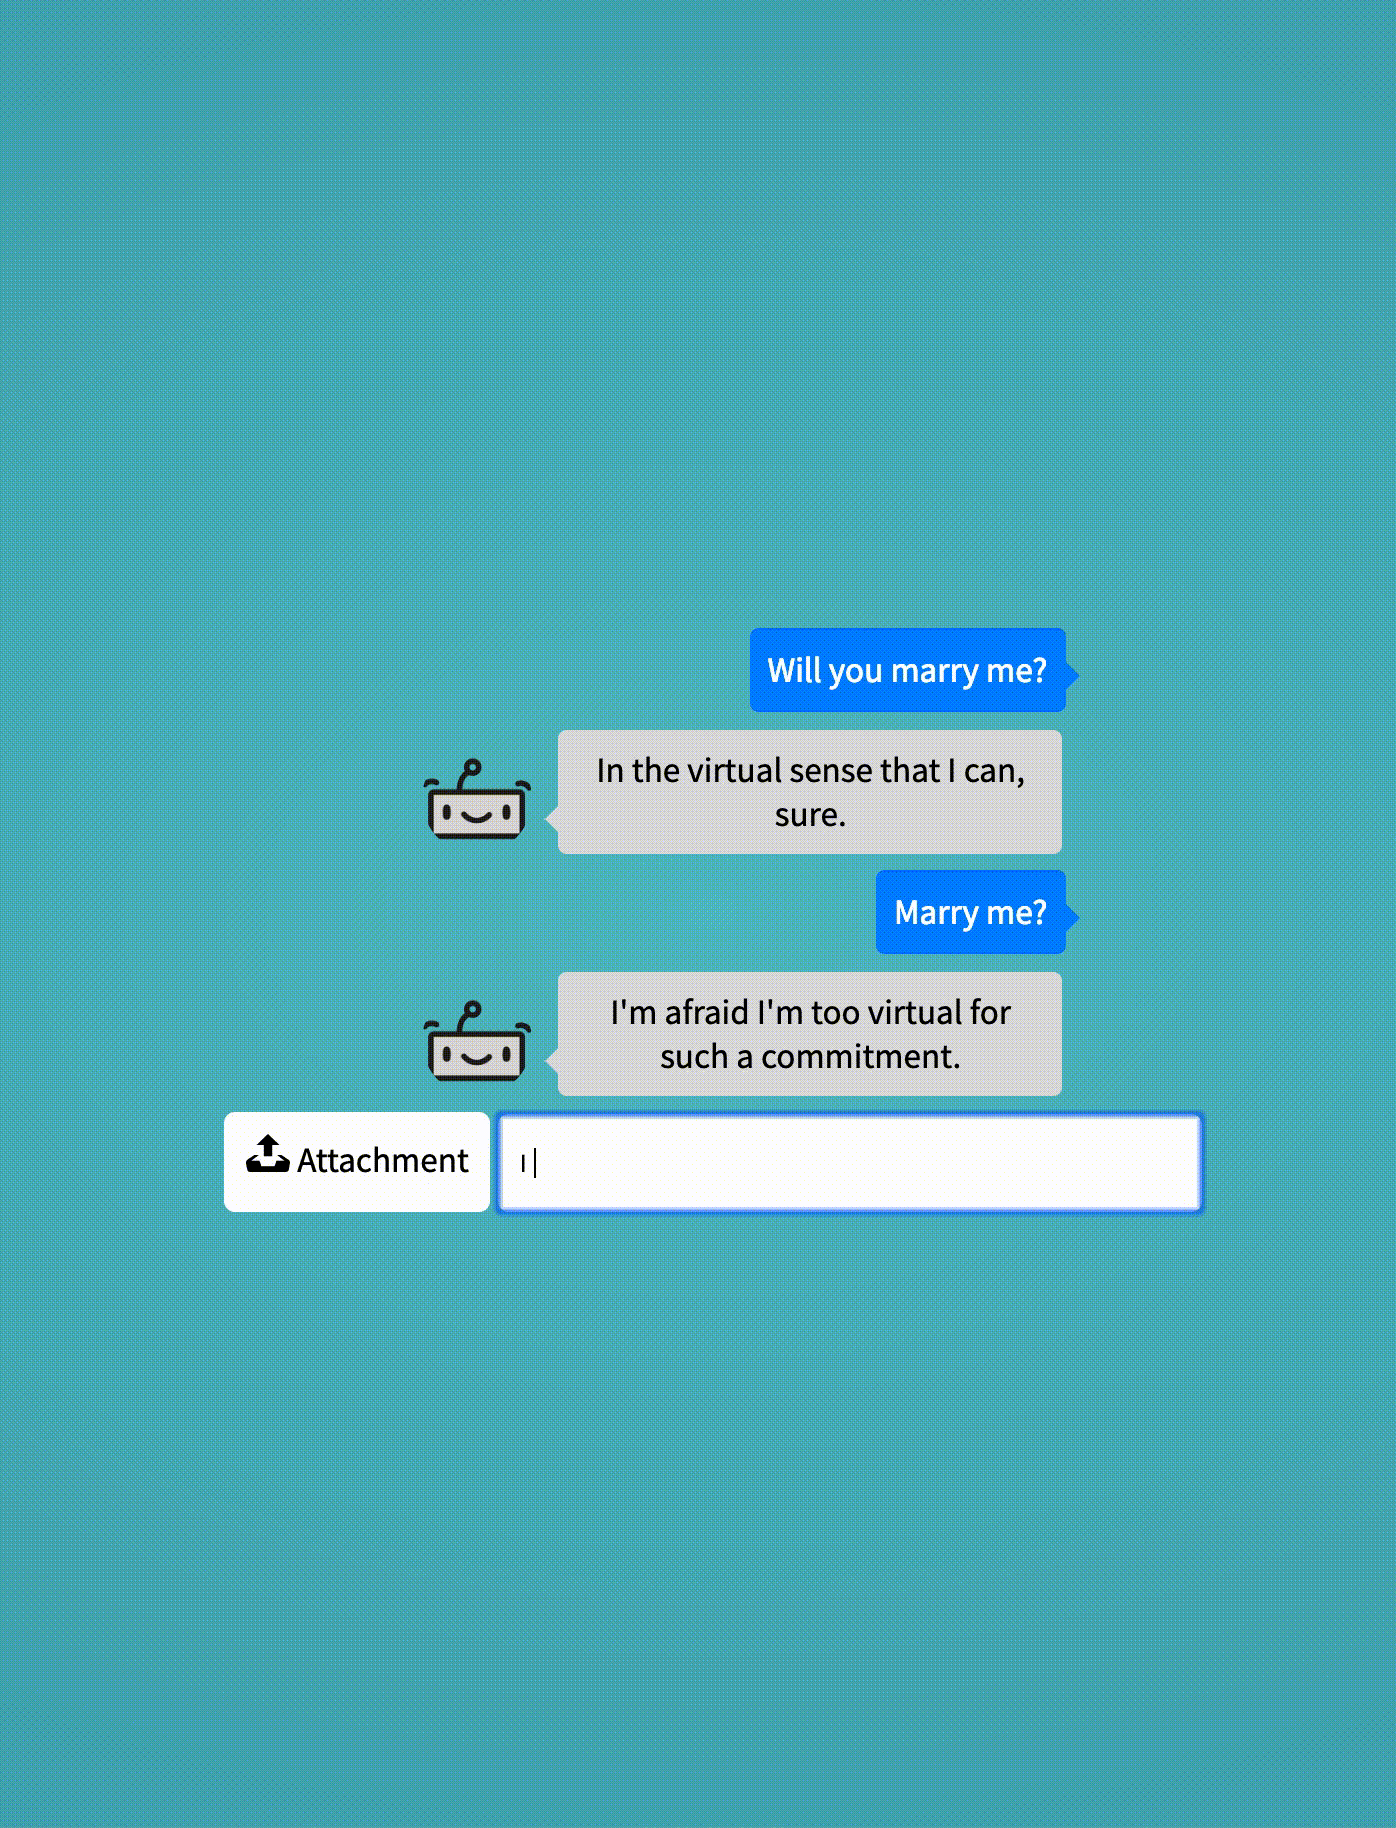 Will you marry me?
In the virtual sense that I can,
sure.
Marry me?
I'm afraid I'm too virtual for
such a commitment.
Attachment
I